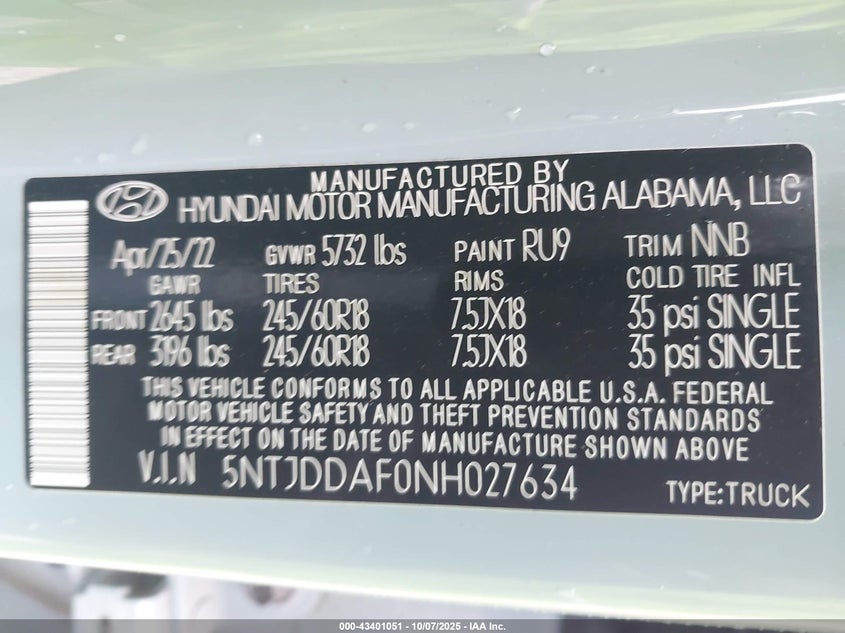 MANUFACTURED BY
HYUNDAI MOTOR MANUFACTURING ALABAMA, LLC
Apr/25/22 GVWR 5732 lbs PAINT RU9 TRIM NNB
GAWR TIRES RIMS COLD TIRE INFL
FRONT 2645 lbs 245/60R18 7.5JX18 35 psi SINGLE
REAR 3196 lbs 245/60R18 7.5JX18 35 psi SINGLE
THIS VEHICLE CONFORMS TO ALL APPLICABLE U.S.A. FEDERAL
MOTOR VEHICLE SAFETY AND THEFT PREVENTION STANDARDS
IN EFFECT ON THE DATE OF MANUFACTURE SHOWN ABOVE
V.I.N 5NTJDDAF0NH027634 TYPE:TRUCK
000-43401051 - 10/07/2025 - IAA Inc.